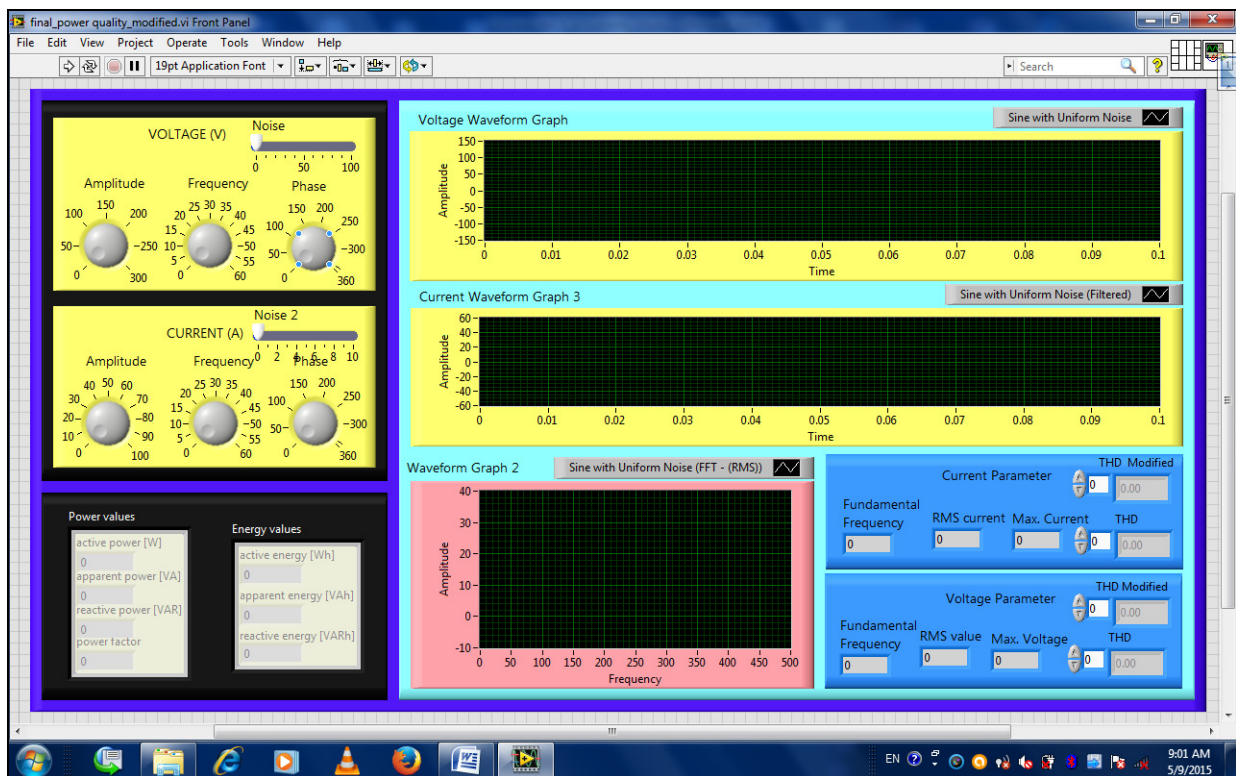 final_power quality_modified.vi Front Panel
File Edit View Project Operate Tools Window Help
19pt Application Font
Search
VOLTAGE (V)
Noise
0 50 100
Amplitude
0 50 100 150 200 250 300
Frequency
0 5 10 15 20 25 30 35 40 45 50 55 60
Phase
0 50 100 150 200 250 300 360
CURRENT (A)
Noise 2
0 2 4 6 8 10
Amplitude
0 10 20 30 40 50 60 70 80 90 100
Frequency
0 5 10 15 20 25 30 35 40 45 50 55 60
Phase
0 50 100 150 200 250 300 360
Power values
active power [W]
0
apparent power [VA]
0
reactive power [VAR]
0
power factor
0
Energy values
active energy [Wh]
0
apparent energy [VAh]
0
reactive energy [VARh]
0
Voltage Waveform Graph
Sine with Uniform Noise
Amplitude
150
100
50
0
-50
-100
-150
0 0.01 0.02 0.03 0.04 0.05 0.06 0.07 0.08 0.09 0.1
Time
Current Waveform Graph 3
Sine with Uniform Noise (Filtered)
Amplitude
60
40
20
0
-20
-40
-60
0 0.01 0.02 0.03 0.04 0.05 0.06 0.07 0.08 0.09 0.1
Time
Waveform Graph 2
Sine with Uniform Noise (FFT - (RMS))
Amplitude
40
30
20
10
0
-10
0 50 100 150 200 250 300 350 400 450 500
Frequency
Current Parameter
THD Modified
0 0.00
Fundamental
Frequency
0
RMS current
0
Max. Current
0
THD
0 0.00
Voltage Parameter
THD Modified
0 0.00
Fundamental
Frequency
0
RMS value
0
Max. Voltage
0
THD
0 0.00
EN
9:01 AM
5/9/2015